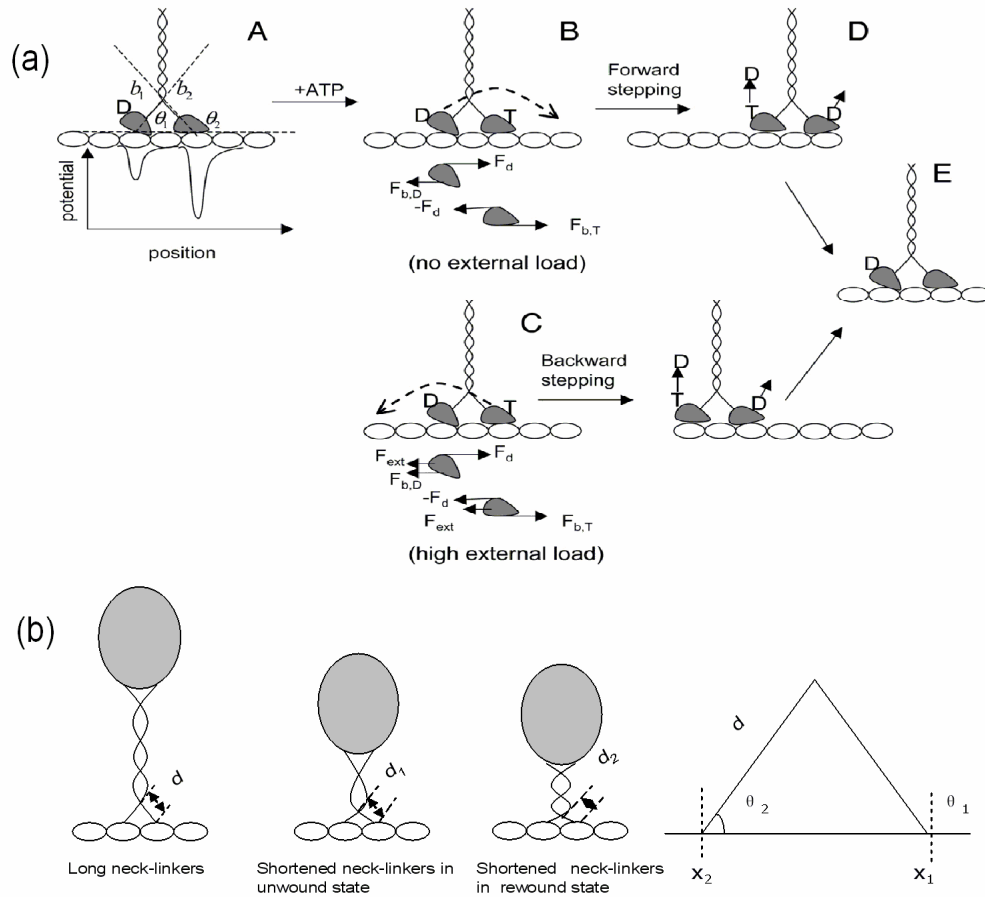 (a)
A
b1 b2
D
θ1 θ2
potential
position
+ATP
B
D T
Fd
Fb,D
-Fd
Fb,T
(no external load)
Forward
stepping
D
D
T D
E
D
C
D T
Fext Fd
Fb,D
-Fd
Fext Fb,T
(high external load)
Backward
stepping
D
T D
(b)
d
Long neck-linkers
d1
Shortened neck-linkers in
unwound state
d2
Shortened neck-linkers
in rewound state
d
θ2 θ1
x2 x1